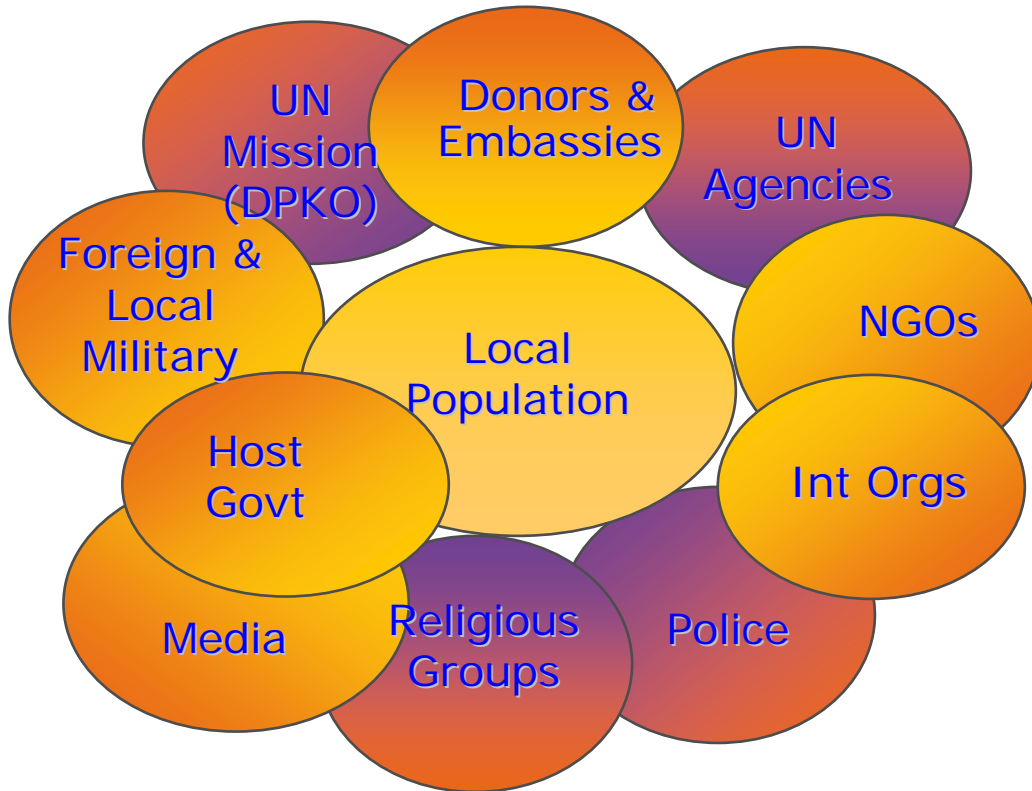 UN
Mission
(DPKO)
Donors &
Embassies
UN
Agencies
Foreign &
Local
Military
NGOs
Local
Population
Host
Govt
Int Orgs
Media
Religious
Groups
Police